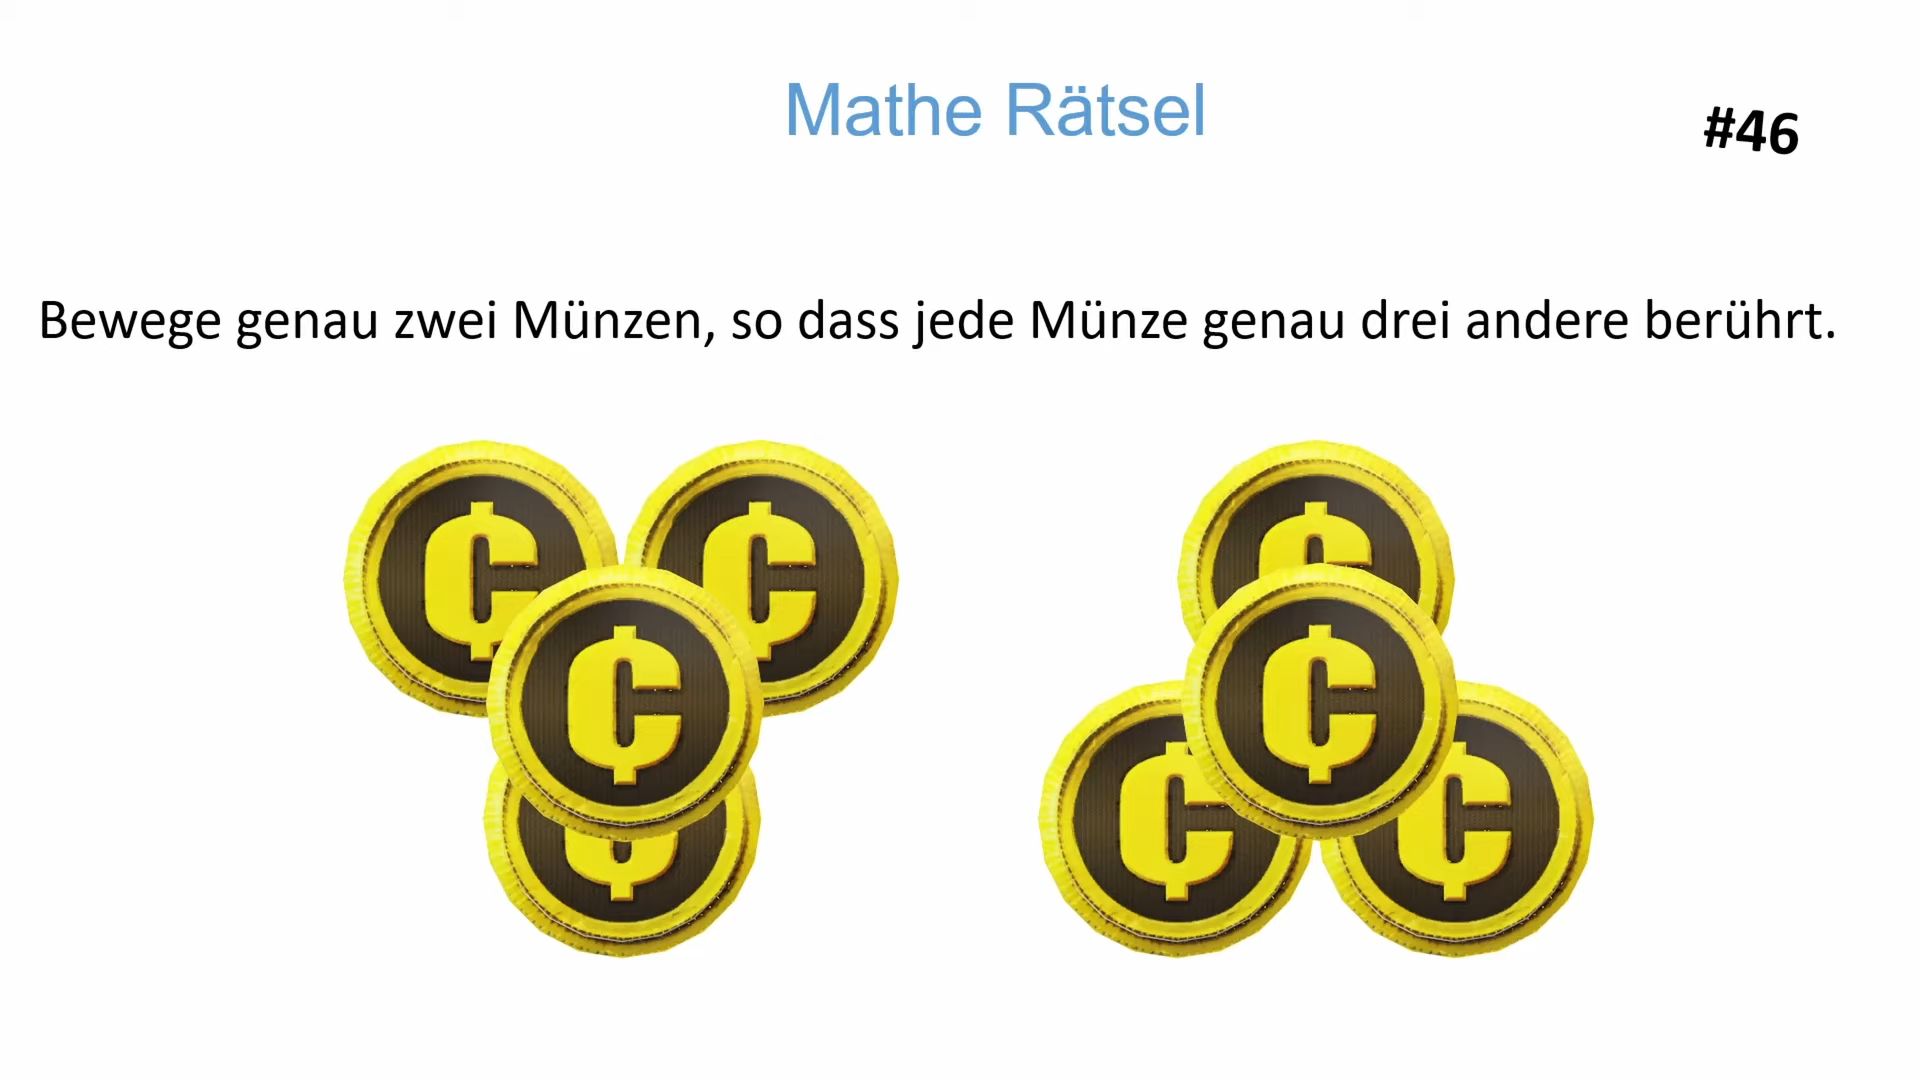 Mathe Rätsel
#46
Bewege genau zwei Münzen, so dass jede Münze genau drei andere berührt.
¢ ¢ ¢
¢ ¢
¢ ¢ ¢